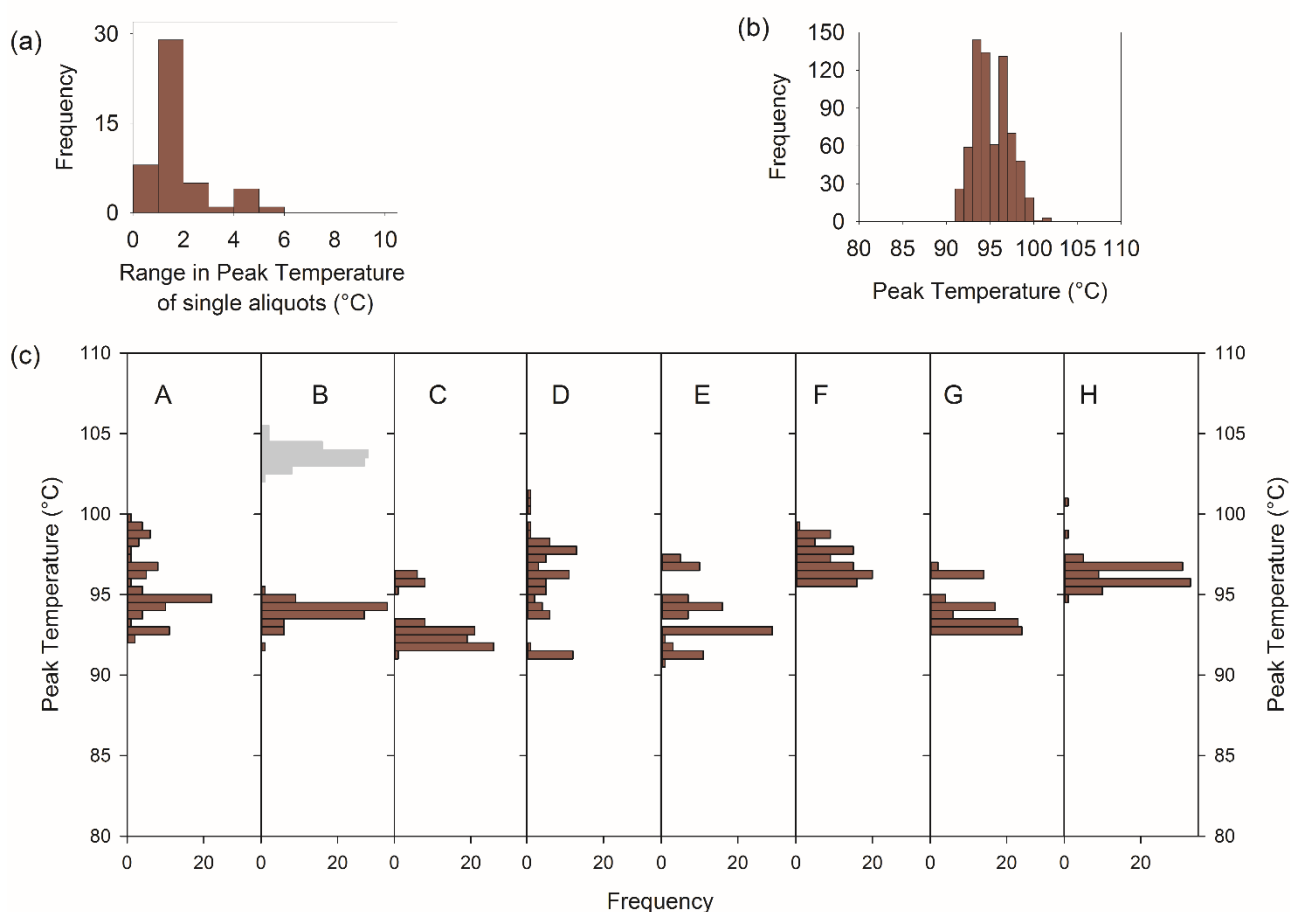 (a)
Frequency
30
15
0
0 2 4 6 8 10
Range in Peak Temperature
of single aliquots (°C)
(b)
Frequency
150
120
90
60
30
0
80 85 90 95 100 105 110
Peak Temperature (°C)
(c)
Peak Temperature (°C)
110
105
100
95
90
85
80
A B C D E F G H
110
105
100
95
90
85
80
Peak Temperature (°C)
0 20 0 20 0 20 0 20 0 20 0 20 0 20 0 20
Frequency